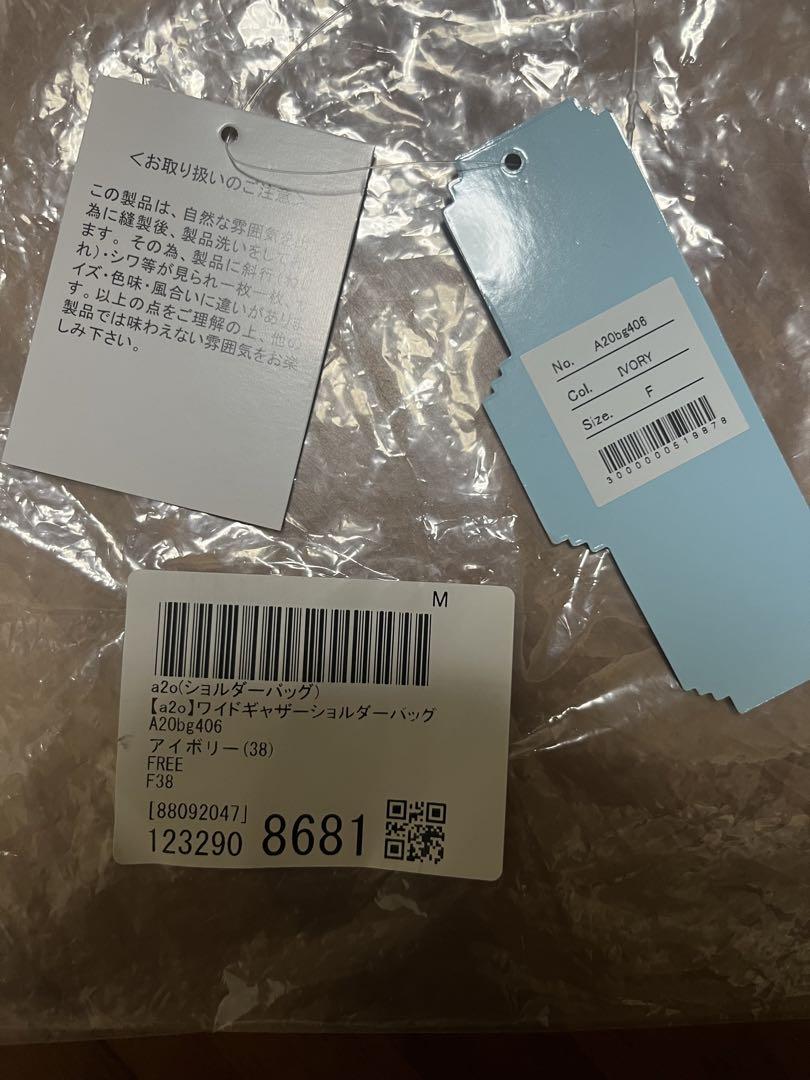 <お取り扱いのご注意>
この製品は、自然な雰囲気を出
為に縫製後、製品洗いをして
ます。その為、製品に斜行(
れ)・シワ等が見られ一枚一枚、
イズ・色味・風合いに違いがありま
す。以上の点をご理解の上、他の
製品では味わえない雰囲気をお楽
しみ下さい。
No. A20bg406
Col. IVORY
Size. F
3000000519878
M
a2o(ショルダーバッグ)
【a2o】ワイドギャザーショルダーバッグ
A20bg406
アイボリー(38)
FREE
F38
[88092047]
123290 8681